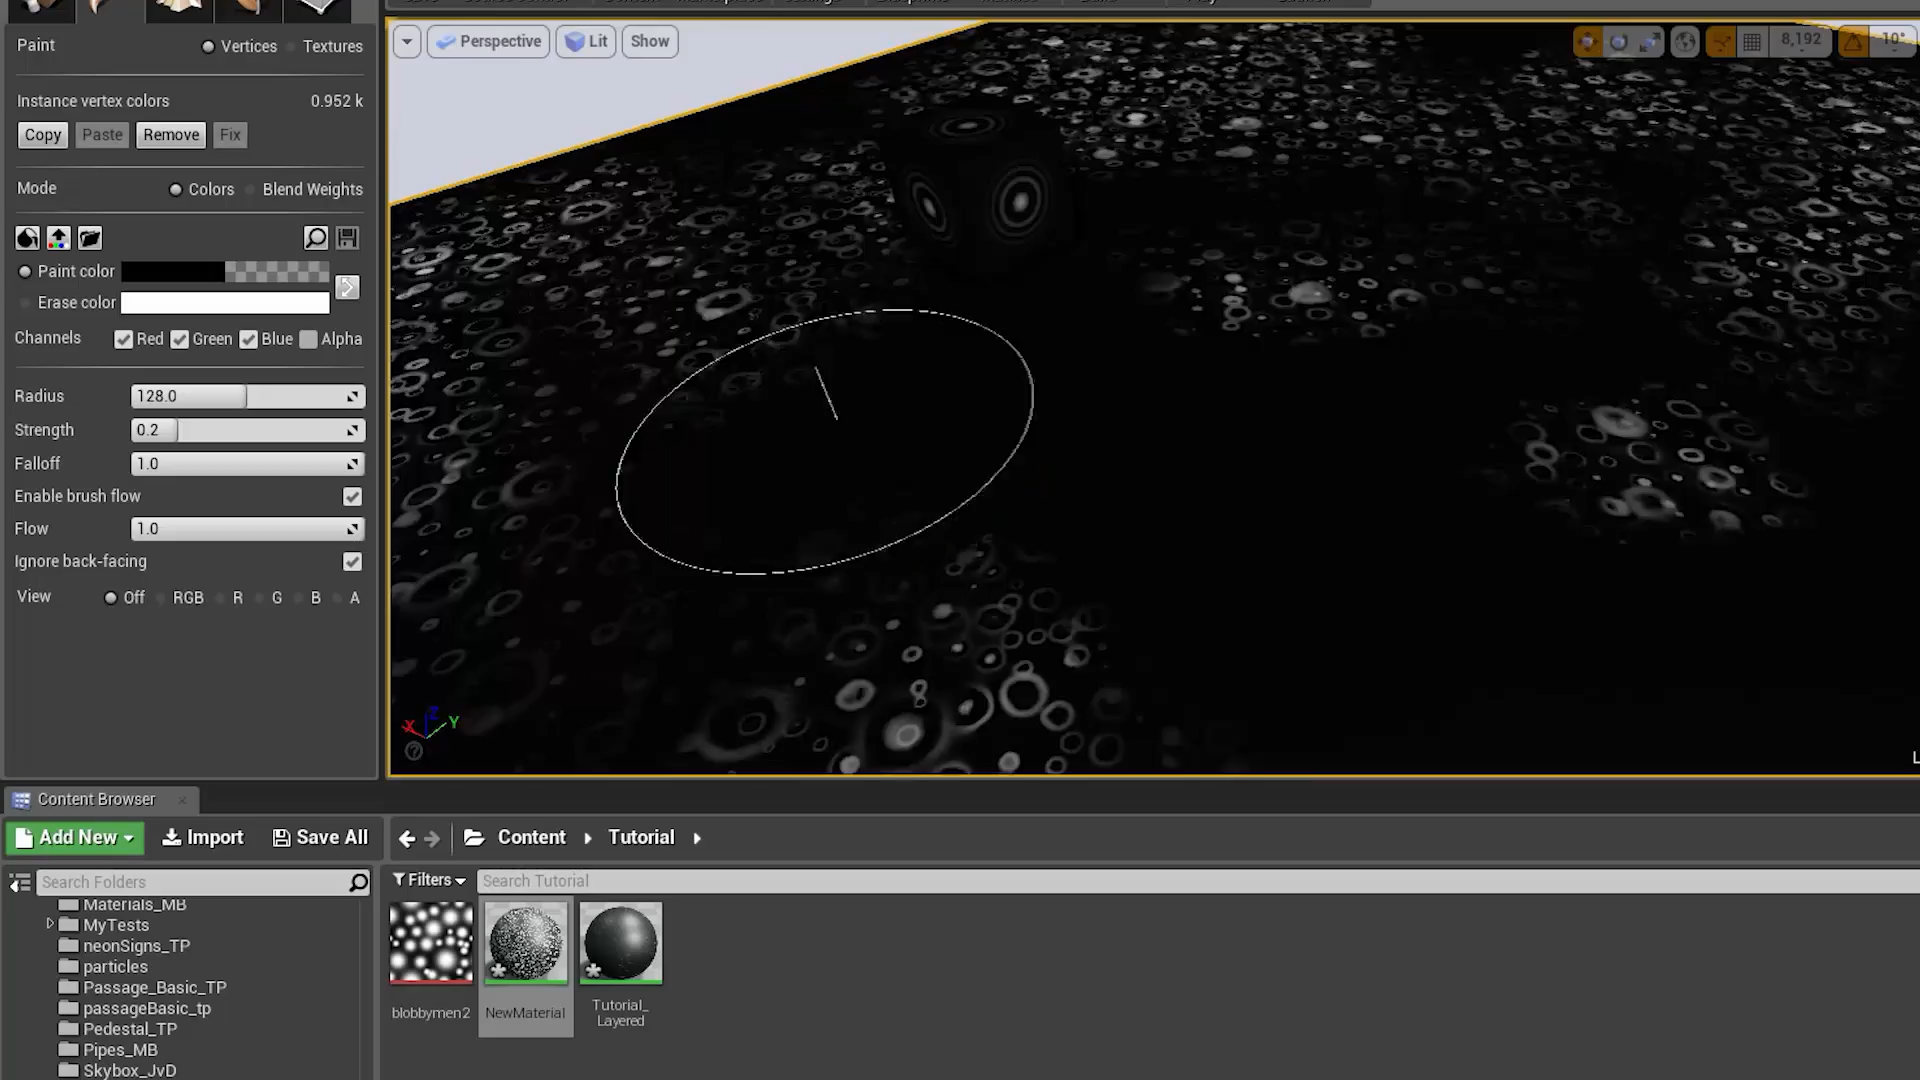 Paint Vertices Textures
Instance vertex colors 0.952 k
Copy Paste Remove Fix
Mode Colors Blend Weights
Paint color
Erase color
Channels Red Green Blue Alpha
Radius 128.0
Strength 0.2
Falloff 1.0
Enable brush flow
Flow 1.0
Ignore back-facing
View Off RGB R G B A
Perspective Lit Show
8,192 10°
X Z Y
Content Browser
Add New Import Save All
Content Tutorial
Search Folders
Filters Search Tutorial
Materials_MB
MyTests
neonSigns_TP
particles
Passage_Basic_TP
passageBasic_tp
Pedestal_TP
Pipes_MB
Skybox_JvD
blobbymen2
NewMaterial
Tutorial_
Layered